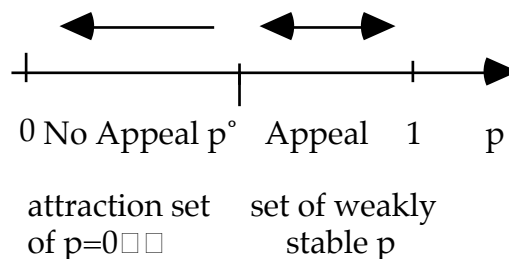 0 No Appeal p° Appeal 1 p
attraction set set of weakly
of p=0□□ stable p